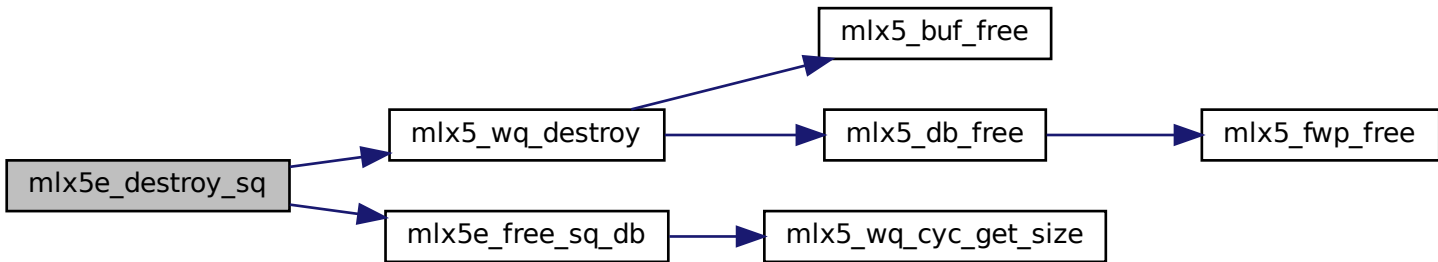 mlx5_buf_free
mlx5_wq_destroy
mlx5_db_free
mlx5_fwp_free
mlx5e_destroy_sq
mlx5e_free_sq_db
mlx5_wq_cyc_get_size